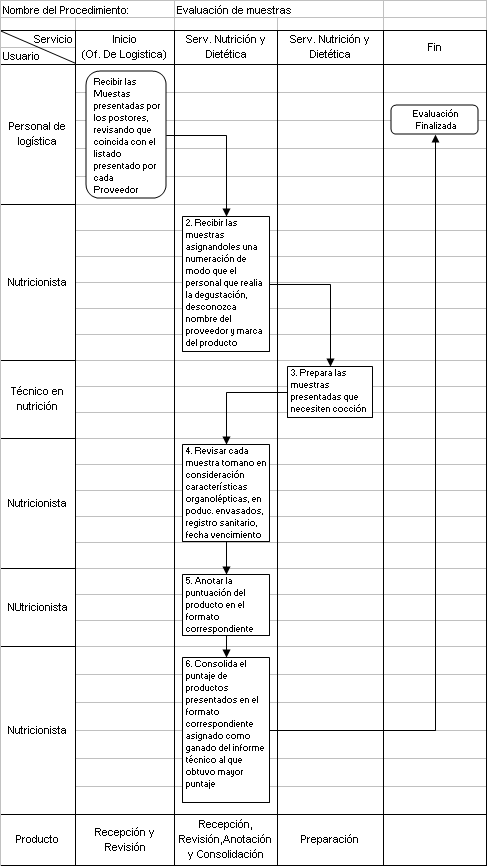 Nombre del Procedimiento: Evaluación de muestras
Servicio
Usuario
Inicio
(Of. De Logistica)
Serv. Nutrición y
Dietética
Serv. Nutrición y
Dietética
Fin
Personal de
logística
Recibir las
Muestas
presentadas por
los postores,
revisando que
coincida con el
listado
presentado por
cada
Proveedor
Evaluación
Finalizada
Nutricionista
2. Recibir las
muestras
asignandoles una
numeración de
modo que el
personal que realia
la degustación,
desconozca
nombre del
proveedor y marca
del producto
Técnico en
nutrición
3. Prepara las
muestras
presentadas que
necesiten cocción
Nutricionista
4. Revisar cada
muestra tomano en
consideración
características
organolépticas, en
poduc. envasados,
registro sanitario,
fecha vencimiento
NUtricionista
5. Anotar la
puntuación del
producto en el
formato
correspondiente
Nutricionista
6. Consolida el
puntaje de
productos
presentados en el
formato
correspondiente
asignado como
ganado del informe
técnico al que
obtuvo mayor
puntaje
Producto
Recepción y
Revisión
Recepción,
Revisión,Anotación
y Consolidación
Preparación